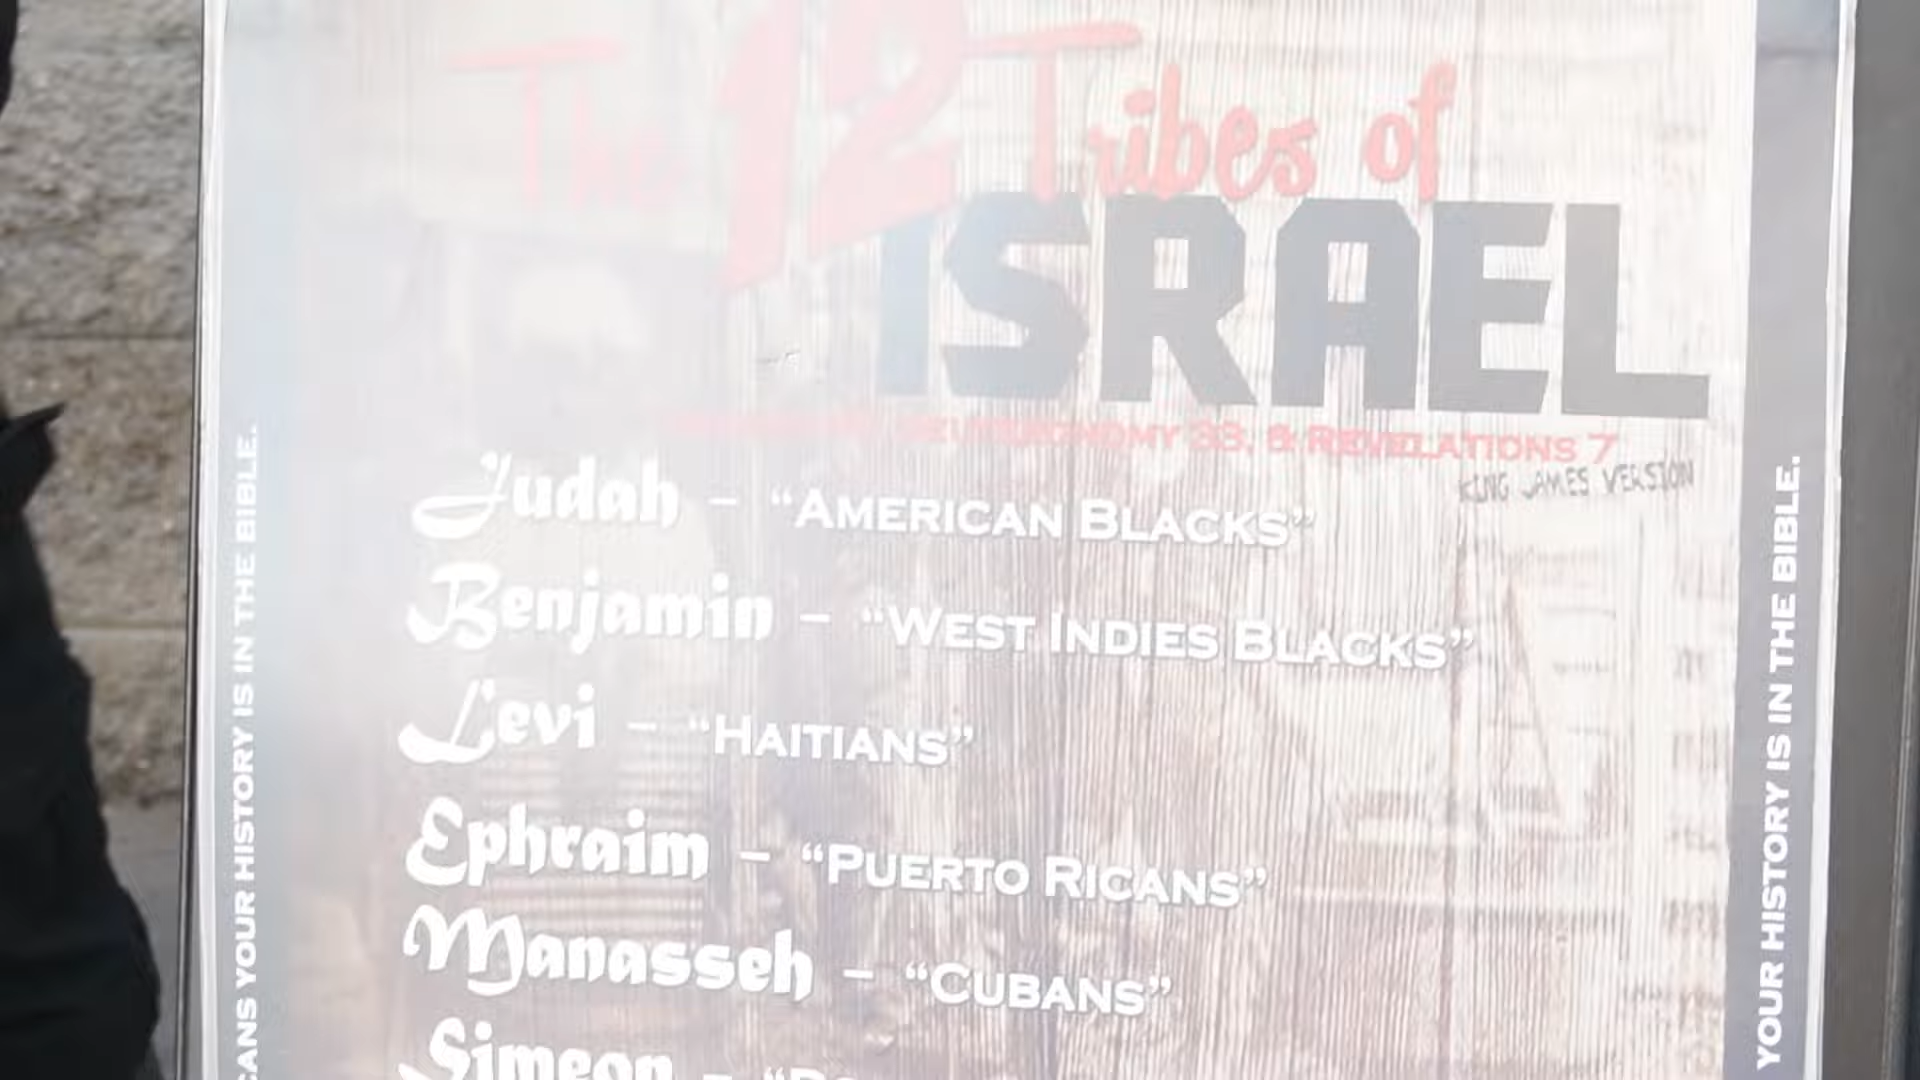 The 12 Tribes of
ISRAEL
DEUTERONOMY 33, & REVELATIONS 7
KING JAMES VERSION
Judah – “AMERICAN BLACKS”
Benjamin – “WEST INDIES BLACKS”
Levi – “HAITIANS”
Ephraim – “PUERTO RICANS”
Manasseh – “CUBANS”
Simeon –
YOUR HISTORY IS IN THE BIBLE.
YOUR HISTORY IS IN THE BIBLE.